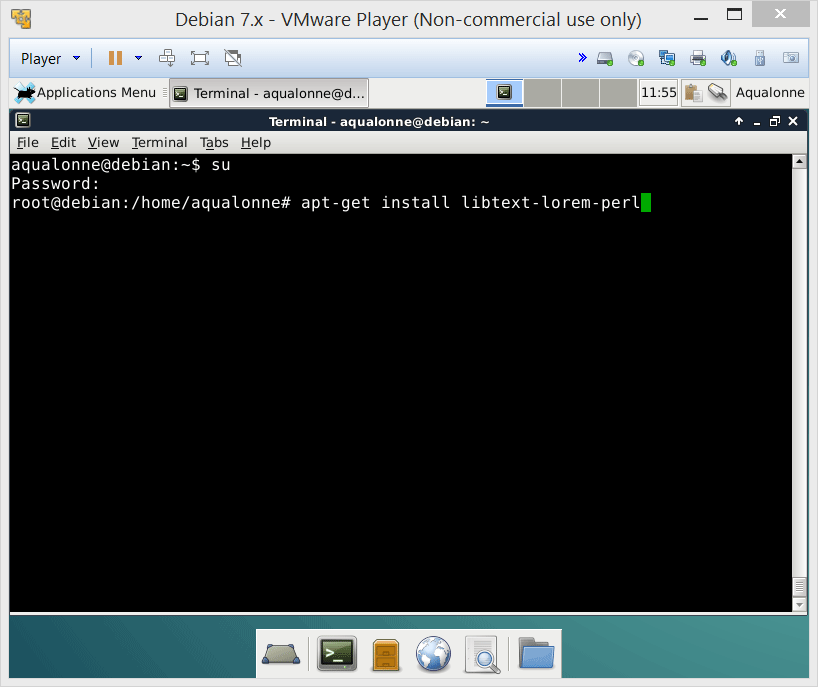 Debian 7.x - VMware Player (Non-commercial use only)
Player
Applications Menu
Terminal - aqualonne@d...
11:55
Aqualonne
Terminal - aqualonne@debian: ~
File Edit View Terminal Tabs Help
aqualonne@debian:~$ su
Password:
root@debian:/home/aqualonne# apt-get install libtext-lorem-perl